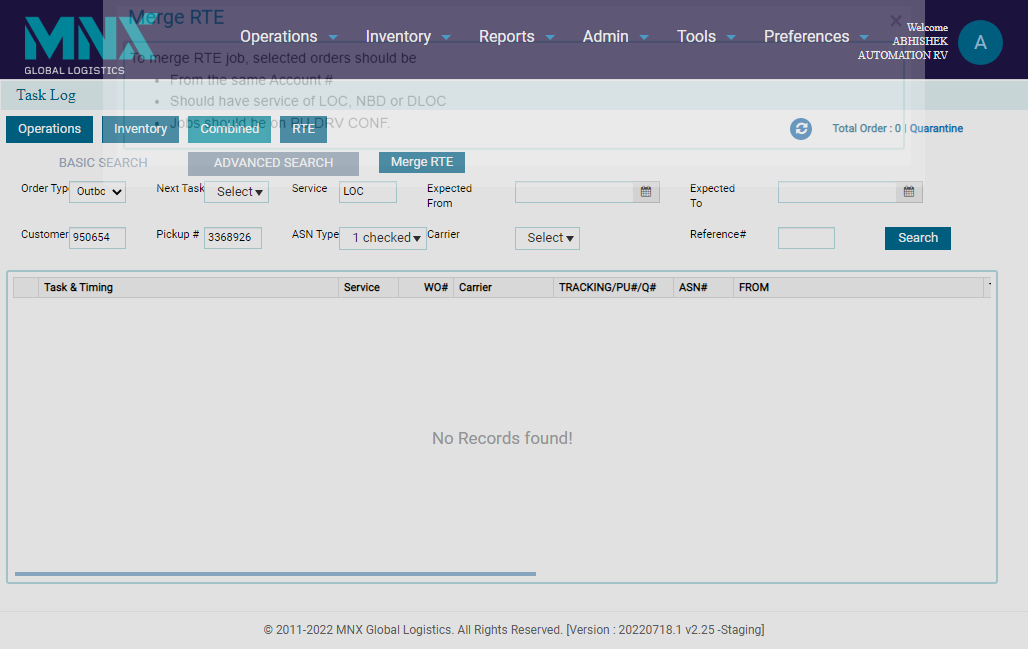 Merge RTE ×
MNX
GLOBAL LOGISTICS
Operations Inventory Reports Admin Tools Preferences
Welcome
ABHISHEK
AUTOMATION RV
A
To merge RTE job, selected orders should be
• From the same Account #
• Should have service of LOC, NBD or DLOC
• Jobs should be on PU DRV CONF.
Task Log
Operations Inventory Combined RTE
Total Order : 0 | Quarantine
BASIC SEARCH ADVANCED SEARCH Merge RTE
Order Type Outbo Next Task Select Service LOC Expected From Expected To
Customer 950654 Pickup # 3368926 ASN Type 1 checked Carrier Select Reference# Search
Task & Timing Service WO# Carrier TRACKING/PU#/Q# ASN# FROM
No Records found!
© 2011-2022 MNX Global Logistics. All Rights Reserved. [Version : 20220718.1 v2.25 -Staging]